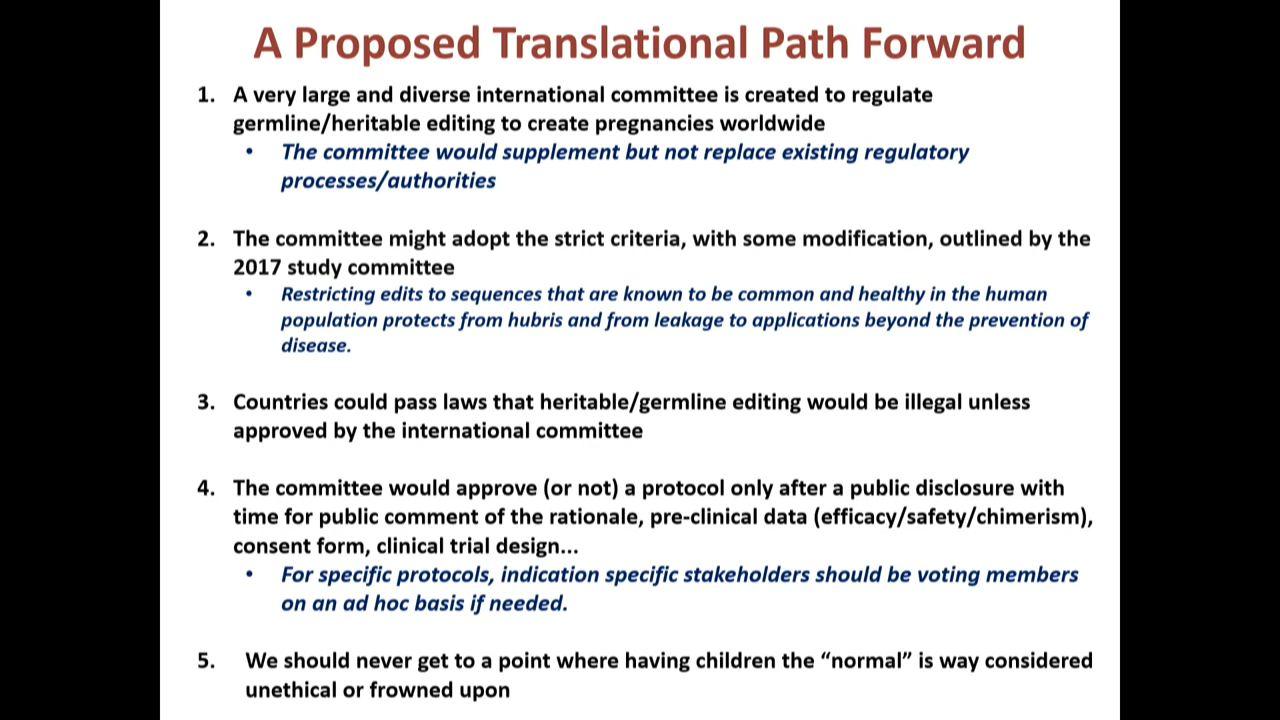 A Proposed Translational Path Forward
1. A very large and diverse international committee is created to regulate
germline/heritable editing to create pregnancies worldwide
• The committee would supplement but not replace existing regulatory
processes/authorities
2. The committee might adopt the strict criteria, with some modification, outlined by the
2017 study committee
• Restricting edits to sequences that are known to be common and healthy in the human
population protects from hubris and from leakage to applications beyond the prevention of
disease.
3. Countries could pass laws that heritable/germline editing would be illegal unless
approved by the international committee
4. The committee would approve (or not) a protocol only after a public disclosure with
time for public comment of the rationale, pre-clinical data (efficacy/safety/chimerism),
consent form, clinical trial design...
• For specific protocols, indication specific stakeholders should be voting members
on an ad hoc basis if needed.
5. We should never get to a point where having children the “normal” is way considered
unethical or frowned upon